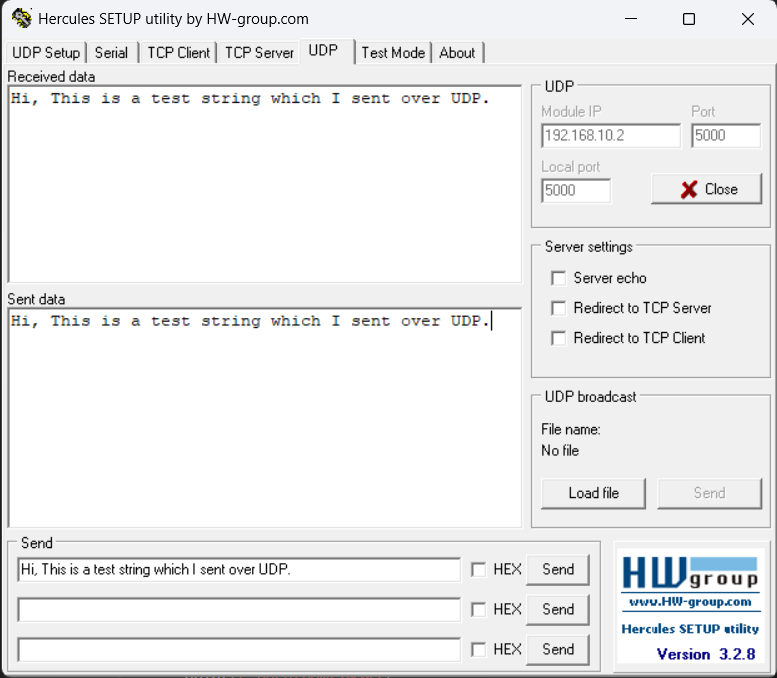 Hercules SETUP utility by HW-group.com
UDP Setup Serial TCP Client TCP Server UDP Test Mode About
Received data
Hi, This is a test string which I sent over UDP.
Sent data
Hi, This is a test string which I sent over UDP.
UDP
Module IP Port
192.168.10.2 5000
Local port
5000 Close
Server settings
Server echo
Redirect to TCP Server
Redirect to TCP Client
UDP broadcast
File name:
No file
Load file Send
Send
Hi, This is a test string which I sent over UDP. HEX Send
HEX Send
HEX Send
HW group
www.HW-group.com
Hercules SETUP utility
Version 3.2.8